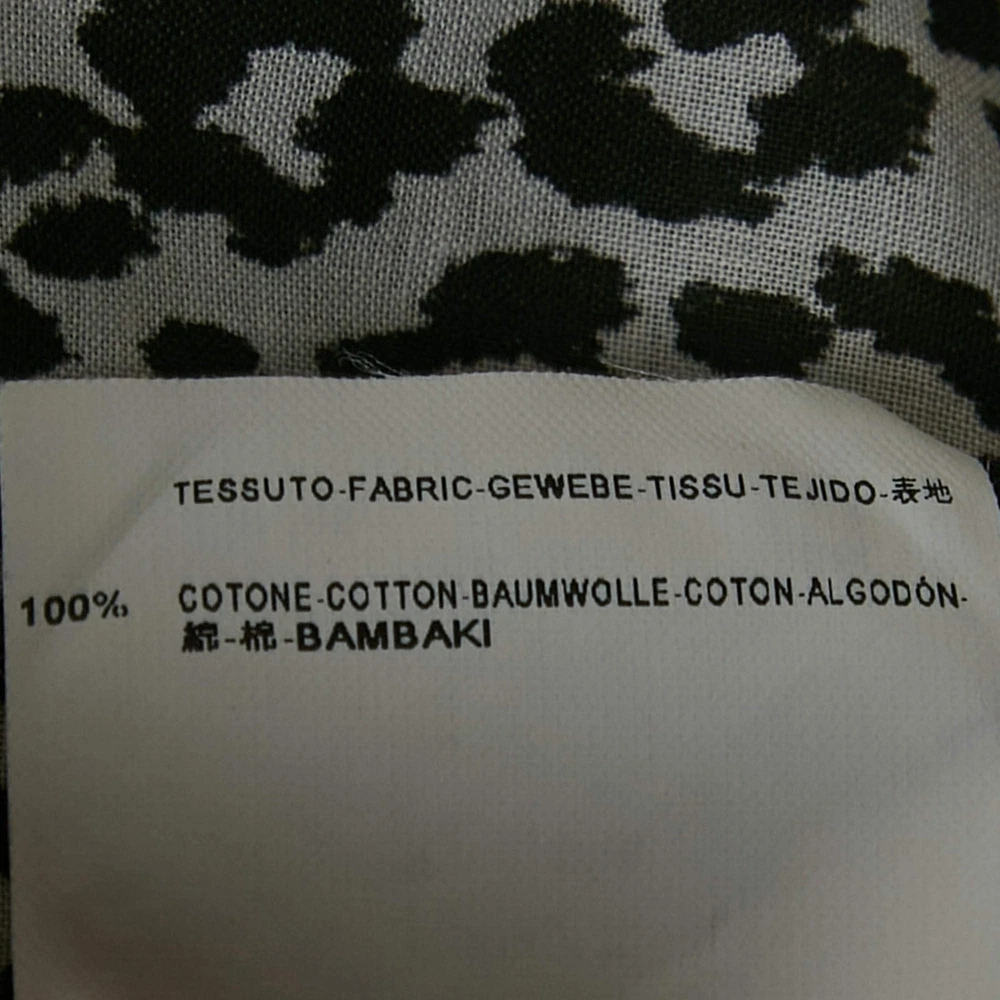 TESSUTO-FABRIC-GEWEBE-TISSU-TEJIDO-表地
100% COTONE-COTTON-BAUMWOLLE-COTON-ALGODÓN-
綿-棉-BAMBAKI